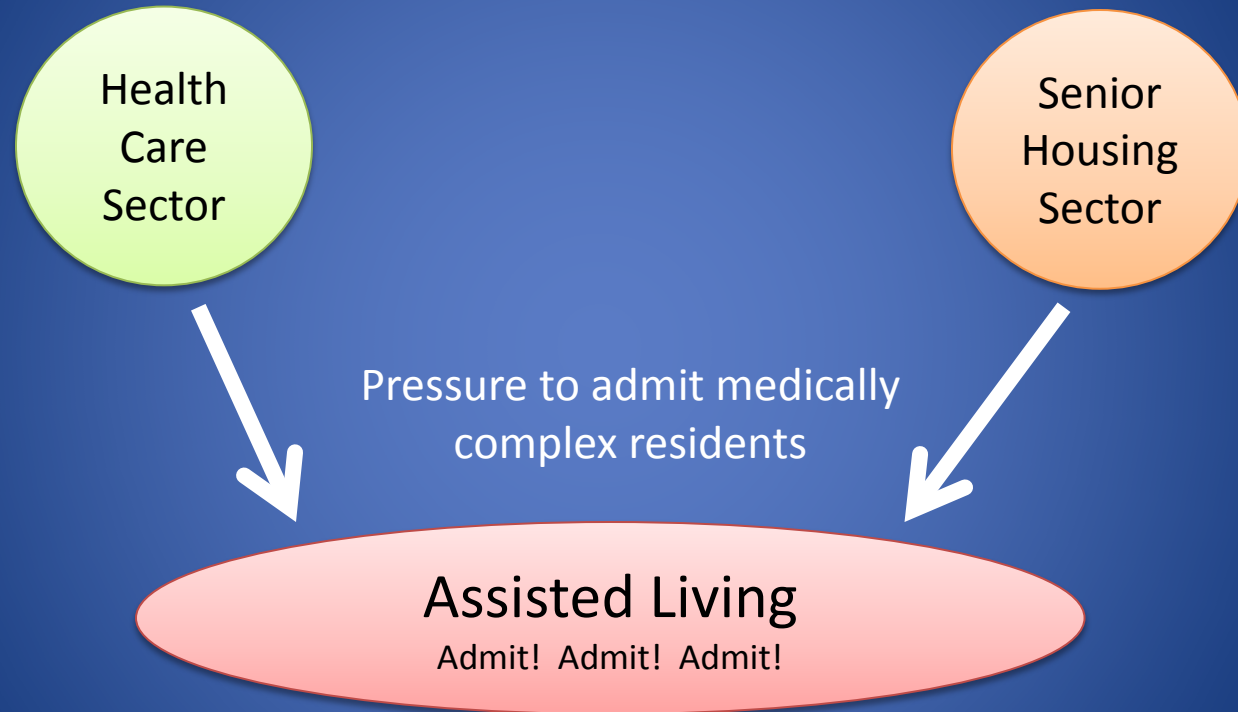 Health
Care
Sector
Senior
Housing
Sector
Pressure to admit medically
complex residents
Assisted Living
Admit!  Admit!  Admit!